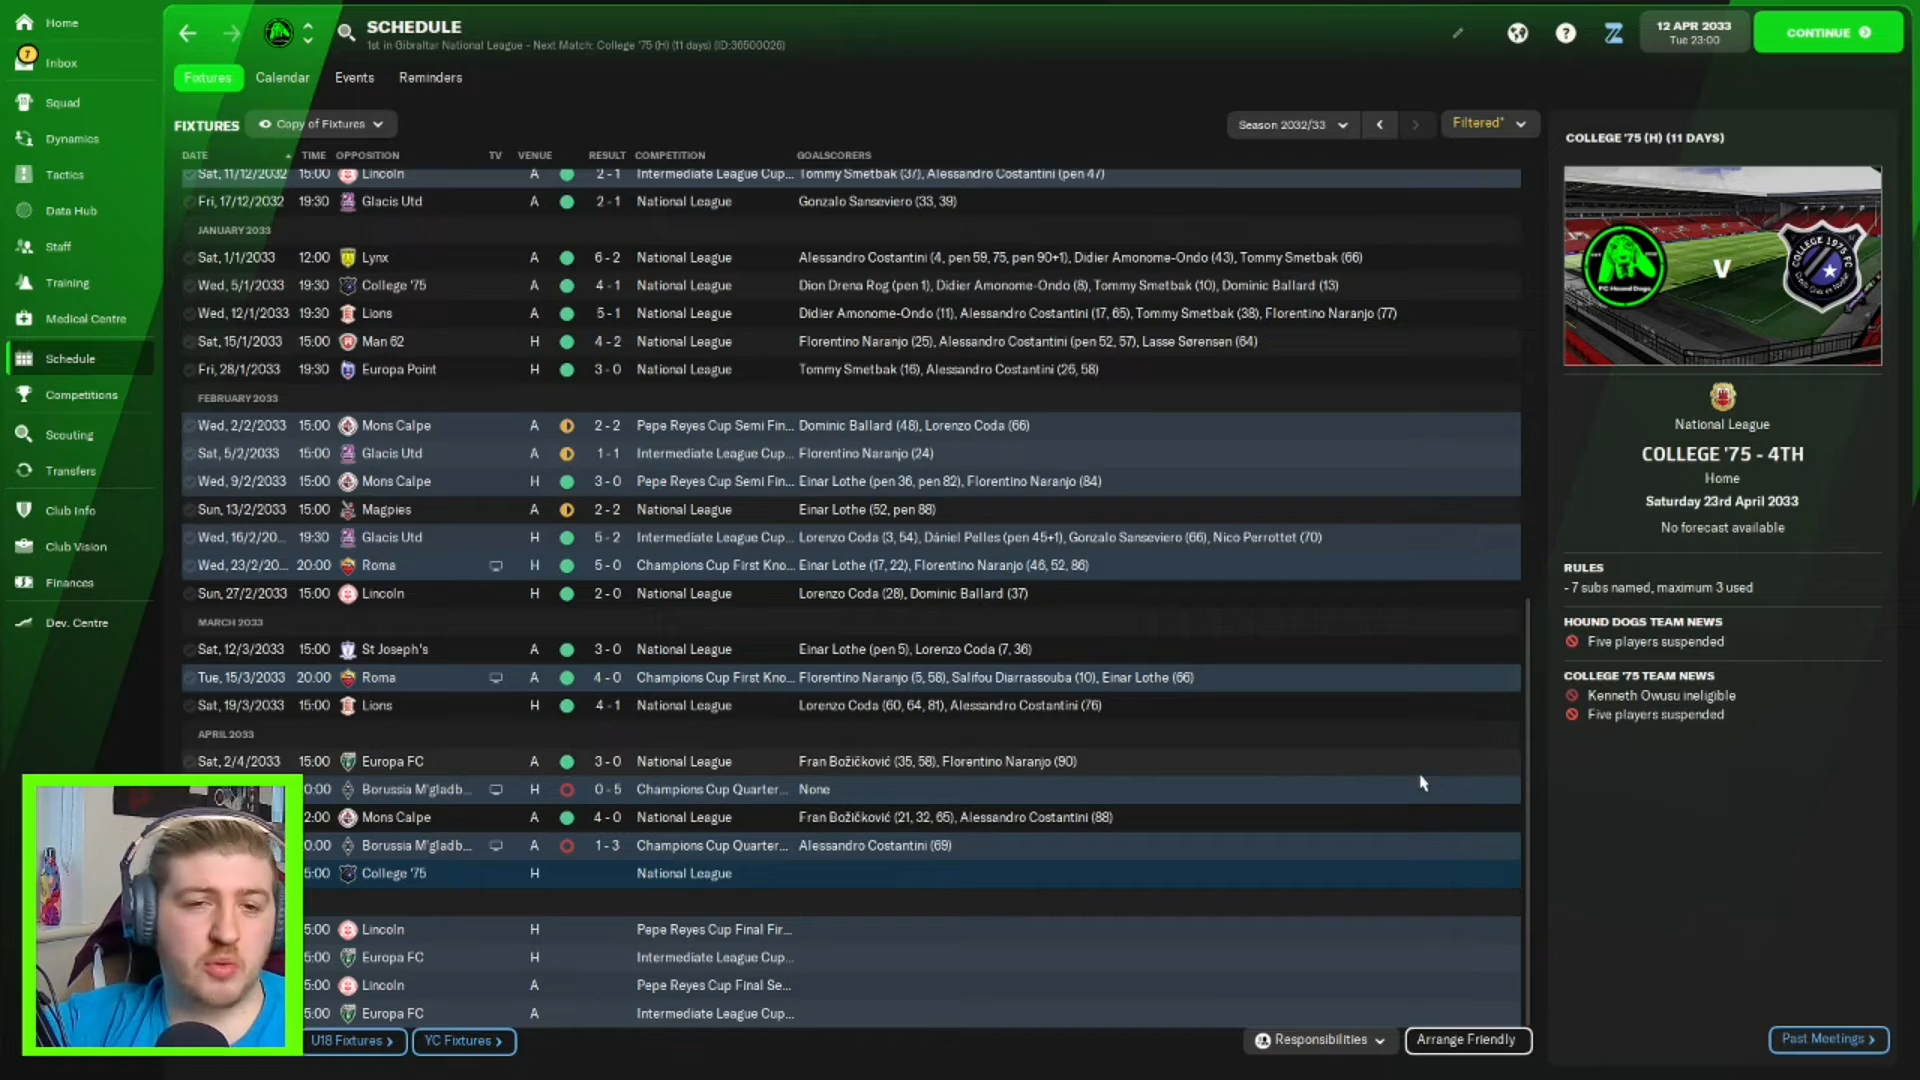 Home
7
Inbox
Squad
Dynamics
Tactics
Data Hub
Staff
Training
Medical Centre
Schedule
Competitions
Scouting
Transfers
Club Info
Club Vision
Finances
Dev. Centre
SCHEDULE
1st in Gibraltar National League - Next Match: College '75 (H) (11 days) (ID:36500026)
12 APR 2033
Tue 23:00
CONTINUE
Fixtures Calendar Events Reminders
FIXTURES Copy of Fixtures Season 2032/33 Filtered*
DATE TIME OPPOSITION TV VENUE RESULT COMPETITION GOALSCORERS
Sat, 11/12/2032 15:00 Lincoln A 2-1 Intermediate League Cup... Tommy Smetbak (37), Alessandro Costantini (pen 47)
Fri, 17/12/2032 19:30 Glacis Utd A 2-1 National League Gonzalo Sanseviero (33, 39)
JANUARY 2033
Sat, 1/1/2033 12:00 Lynx A 6-2 National League Alessandro Costantini (4, pen 59, 75, pen 90+1), Didier Amonome-Ondo (43), Tommy Smetbak (66)
Wed, 5/1/2033 19:30 College '75 A 4-1 National League Dion Drena Rog (pen 1), Didier Amonome-Ondo (8), Tommy Smetbak (10), Dominic Ballard (13)
Wed, 12/1/2033 19:30 Lions A 5-1 National League Didier Amonome-Ondo (11), Alessandro Costantini (17, 65), Tommy Smetbak (38), Florentino Naranjo (77)
Sat, 15/1/2033 15:00 Man 62 H 4-2 National League Florentino Naranjo (25), Alessandro Costantini (pen 52, 57), Lasse Sørensen (64)
Fri, 28/1/2033 19:30 Europa Point H 3-0 National League Tommy Smetbak (16), Alessandro Costantini (26, 58)
FEBRUARY 2033
Wed, 2/2/2033 15:00 Mons Calpe A 2-2 Pepe Reyes Cup Semi Fin... Dominic Ballard (48), Lorenzo Coda (66)
Sat, 5/2/2033 15:00 Glacis Utd A 1-1 Intermediate League Cup... Florentino Naranjo (24)
Wed, 9/2/2033 15:00 Mons Calpe H 3-0 Pepe Reyes Cup Semi Fin... Einar Lothe (pen 36, pen 82), Florentino Naranjo (84)
Sun, 13/2/2033 15:00 Magpies A 2-2 National League Einar Lothe (52, pen 88)
Wed, 16/2/20... 19:30 Glacis Utd H 5-2 Intermediate League Cup... Lorenzo Coda (3, 54), Dániel Pelles (pen 45+1), Gonzalo Sanseviero (66), Nico Perrottet (70)
Wed, 23/2/20... 20:00 Roma H 5-0 Champions Cup First Kno... Einar Lothe (17, 22), Florentino Naranjo (46, 52, 86)
Sun, 27/2/2033 15:00 Lincoln H 2-0 National League Lorenzo Coda (28), Dominic Ballard (37)
MARCH 2033
Sat, 12/3/2033 15:00 St Joseph's A 3-0 National League Einar Lothe (pen 5), Lorenzo Coda (7, 36)
Tue, 15/3/2033 20:00 Roma A 4-0 Champions Cup First Kno... Florentino Naranjo (5, 58), Salifou Diarrassouba (10), Einar Lothe (66)
Sat, 19/3/2033 15:00 Lions H 4-1 National League Lorenzo Coda (60, 64, 81), Alessandro Costantini (76)
APRIL 2033
Sat, 2/4/2033 15:00 Europa FC A 3-0 National League Fran Božičković (35, 58), Florentino Naranjo (90)
0:00 Borussia M'gladb... H 0-5 Champions Cup Quarter... None
2:00 Mons Calpe A 4-0 National League Fran Božičković (21, 32, 65), Alessandro Costantini (88)
0:00 Borussia M'gladb... A 1-3 Champions Cup Quarter... Alessandro Costantini (69)
5:00 College '75 H National League
5:00 Lincoln H Pepe Reyes Cup Final Fir...
5:00 Europa FC H Intermediate League Cup...
5:00 Lincoln A Pepe Reyes Cup Final Se...
5:00 Europa FC A Intermediate League Cup...
U18 Fixtures > YC Fixtures > Responsibilities Arrange Friendly
COLLEGE '75 (H) (11 DAYS)
FC Hound Dogs
V
COLLEGE 1975 FC
National League
COLLEGE '75 - 4TH
Home
Saturday 23rd April 2033
No forecast available
RULES
- 7 subs named, maximum 3 used
HOUND DOGS TEAM NEWS
Five players suspended
COLLEGE '75 TEAM NEWS
Kenneth Owusu ineligible
Five players suspended
Past Meetings >